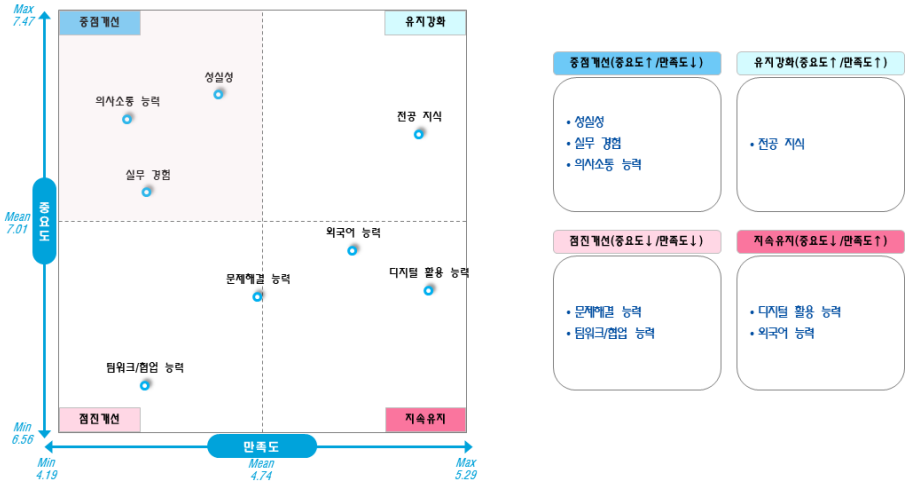 Max
7.47
중점개선
유지강화
성실성
의사소통 능력
전공 지식
실무 경험
Mean
7.01
중요도
외국어 능력
디지털 활용 능력
문제해결 능력
팀워크/협업 능력
점진개선
지속유지
Min
6.56
만족도
Min
4.19
Mean
4.74
Max
5.29
중점개선(중요도↑/만족도↓)
• 성실성
• 실무 경험
• 의사소통 능력
유지강화(중요도↑/만족도↑)
• 전공 지식
점진개선(중요도↓/만족도↓)
• 문제해결 능력
• 팀워크/협업 능력
지속유지(중요도↓/만족도↑)
• 디지털 활용 능력
• 외국어 능력